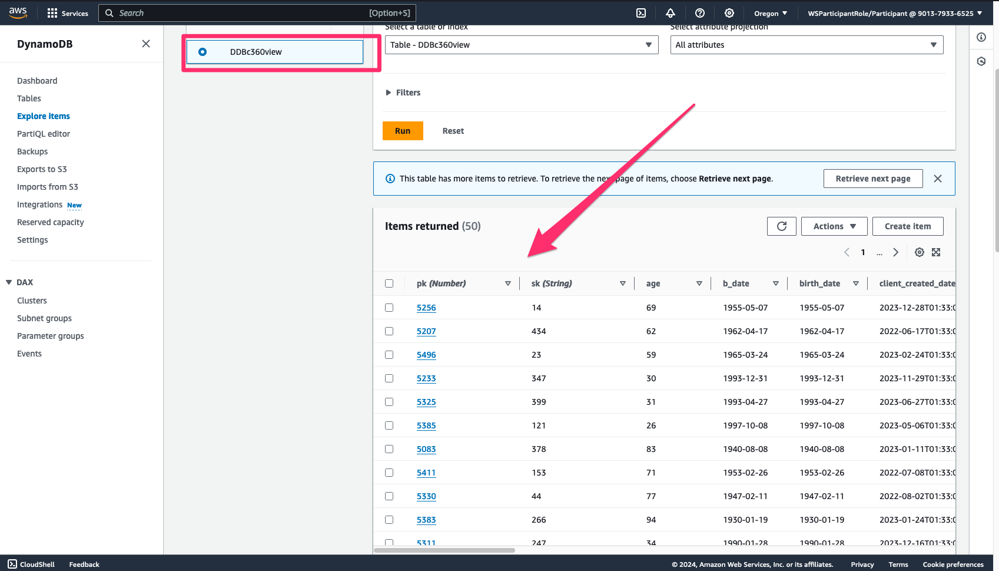 aws Services Search [Option+S] Oregon WSParticipantRole/Participant @ 9013-7933-6525
DynamoDB
Dashboard
Tables
Explore items
PartiQL editor
Backups
Exports to S3
Imports from S3
Integrations New
Reserved capacity
Settings
DAX
Clusters
Subnet groups
Parameter groups
Events
DDBc360view
Select a table or index
Table - DDBc360view
Select attribute projection
All attributes
Filters
Run Reset
This table has more items to retrieve. To retrieve the next page of items, choose Retrieve next page.
Retrieve next page
Items returned (50)
Actions Create item
1 ...
pk (Number) sk (String) age b_date birth_date client_created_date
5256 14 69 1955-05-07 1955-05-07 2023-12-28T01:33:0
5207 434 62 1962-04-17 1962-04-17 2022-06-17T01:33:0
5496 23 59 1965-03-24 1965-03-24 2023-02-24T01:33:0
5233 347 30 1993-12-31 1993-12-31 2023-11-29T01:33:0
5325 399 31 1993-04-27 1993-04-27 2023-06-27T01:33:0
5385 121 26 1997-10-08 1997-10-08 2023-05-06T01:33:0
5083 378 83 1940-08-08 1940-08-08 2023-01-11T01:33:0
5411 153 71 1953-02-26 1953-02-26 2022-07-08T01:33:0
5330 44 77 1947-02-11 1947-02-11 2022-08-02T01:33:0
5383 266 94 1930-01-19 1930-01-19 2023-01-24T01:33:0
5311 247 34 1990-01-28 1990-01-28 2023-12-16T01:33:0
CloudShell Feedback © 2024, Amazon Web Services, Inc. or its affiliates. Privacy Terms Cookie preferences